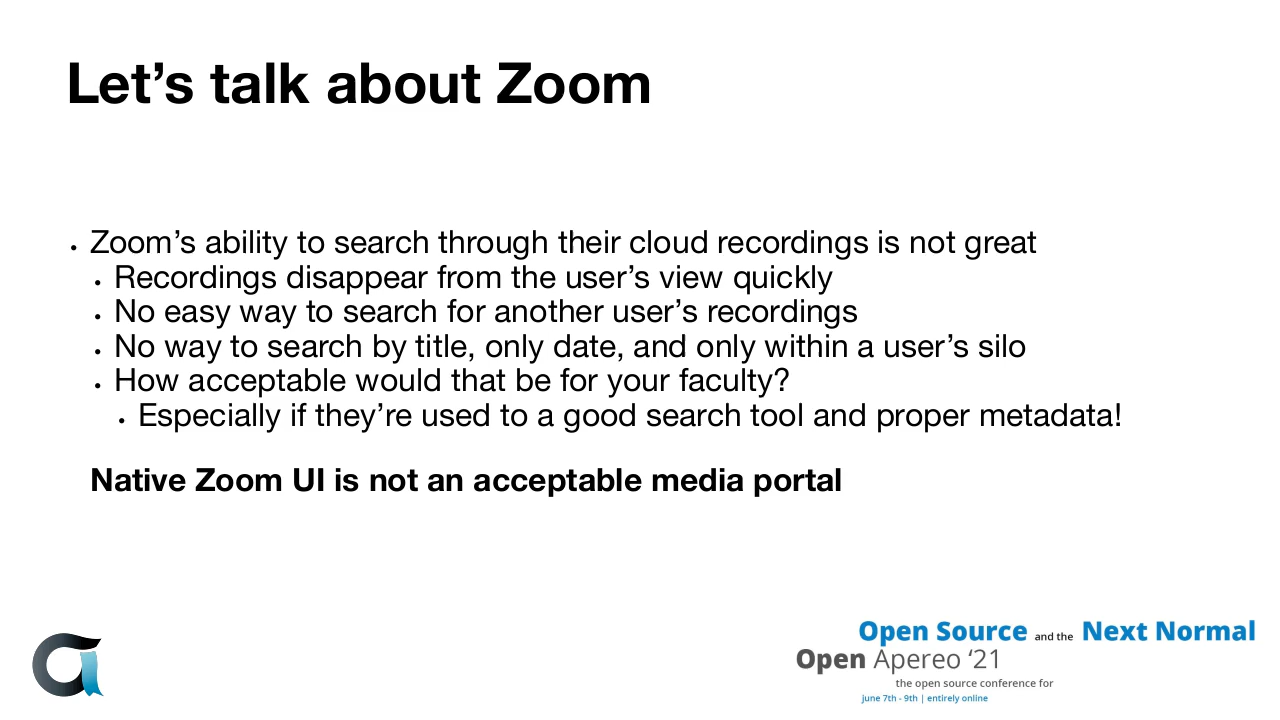 Let’s talk about Zoom
• Zoom’s ability to search through their cloud recordings is not great
• Recordings disappear from the user’s view quickly
• No easy way to search for another user’s recordings
• No way to search by title, only date, and only within a user’s silo
• How acceptable would that be for your faculty?
• Especially if they’re used to a good search tool and proper metadata!
Native Zoom UI is not an acceptable media portal
Open Source and the Next Normal
Open Apereo ‘21
the open source conference for
june 7th - 9th | entirely online